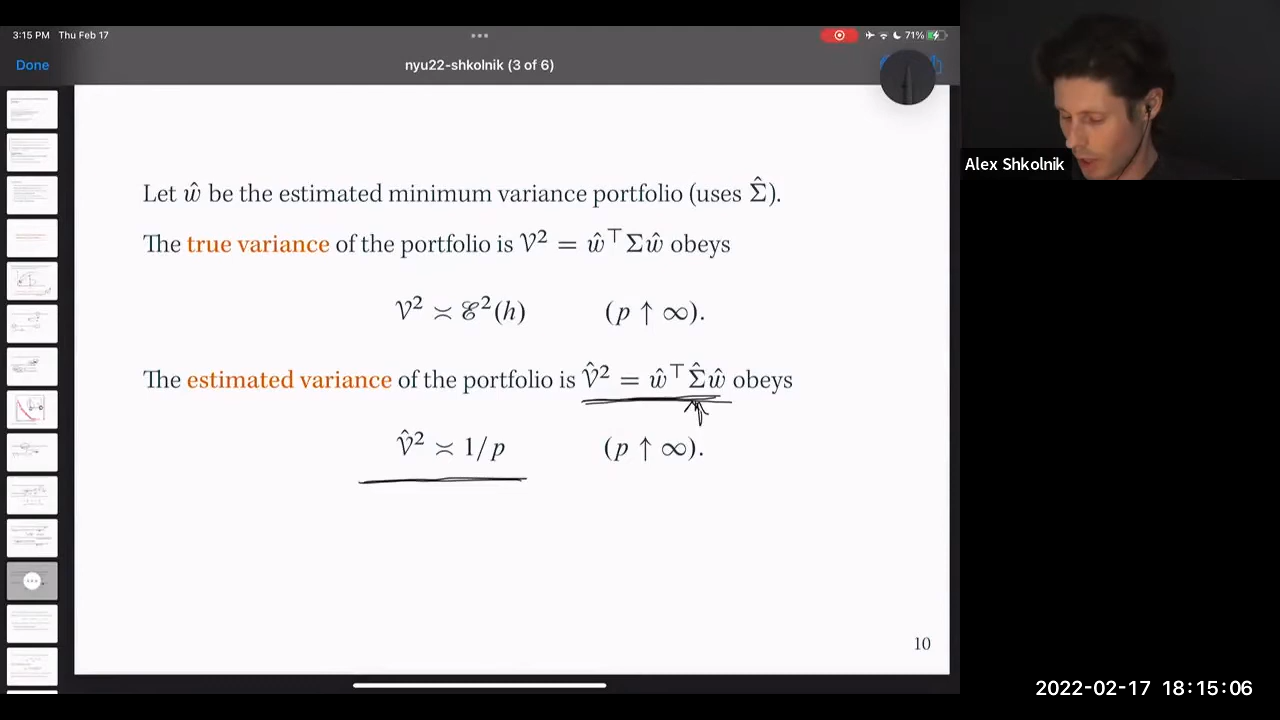 3:15 PM Thu Feb 17
71%
Done
nyu22-shkolnik (3 of 6)
Alex Shkolnik
Let ŵ be the estimated minimum variance portfolio (uses Σ̂).
The true variance of the portfolio is 𝒱² = ŵ⊤Σŵ obeys
𝒱² ≍ ℰ²(h) (p ↑ ∞).
The estimated variance of the portfolio is 𝒱̂² = ŵ⊤Σ̂ŵ obeys
𝒱̂² ≍ 1/p (p ↑ ∞).
10
2022-02-17 18:15:06